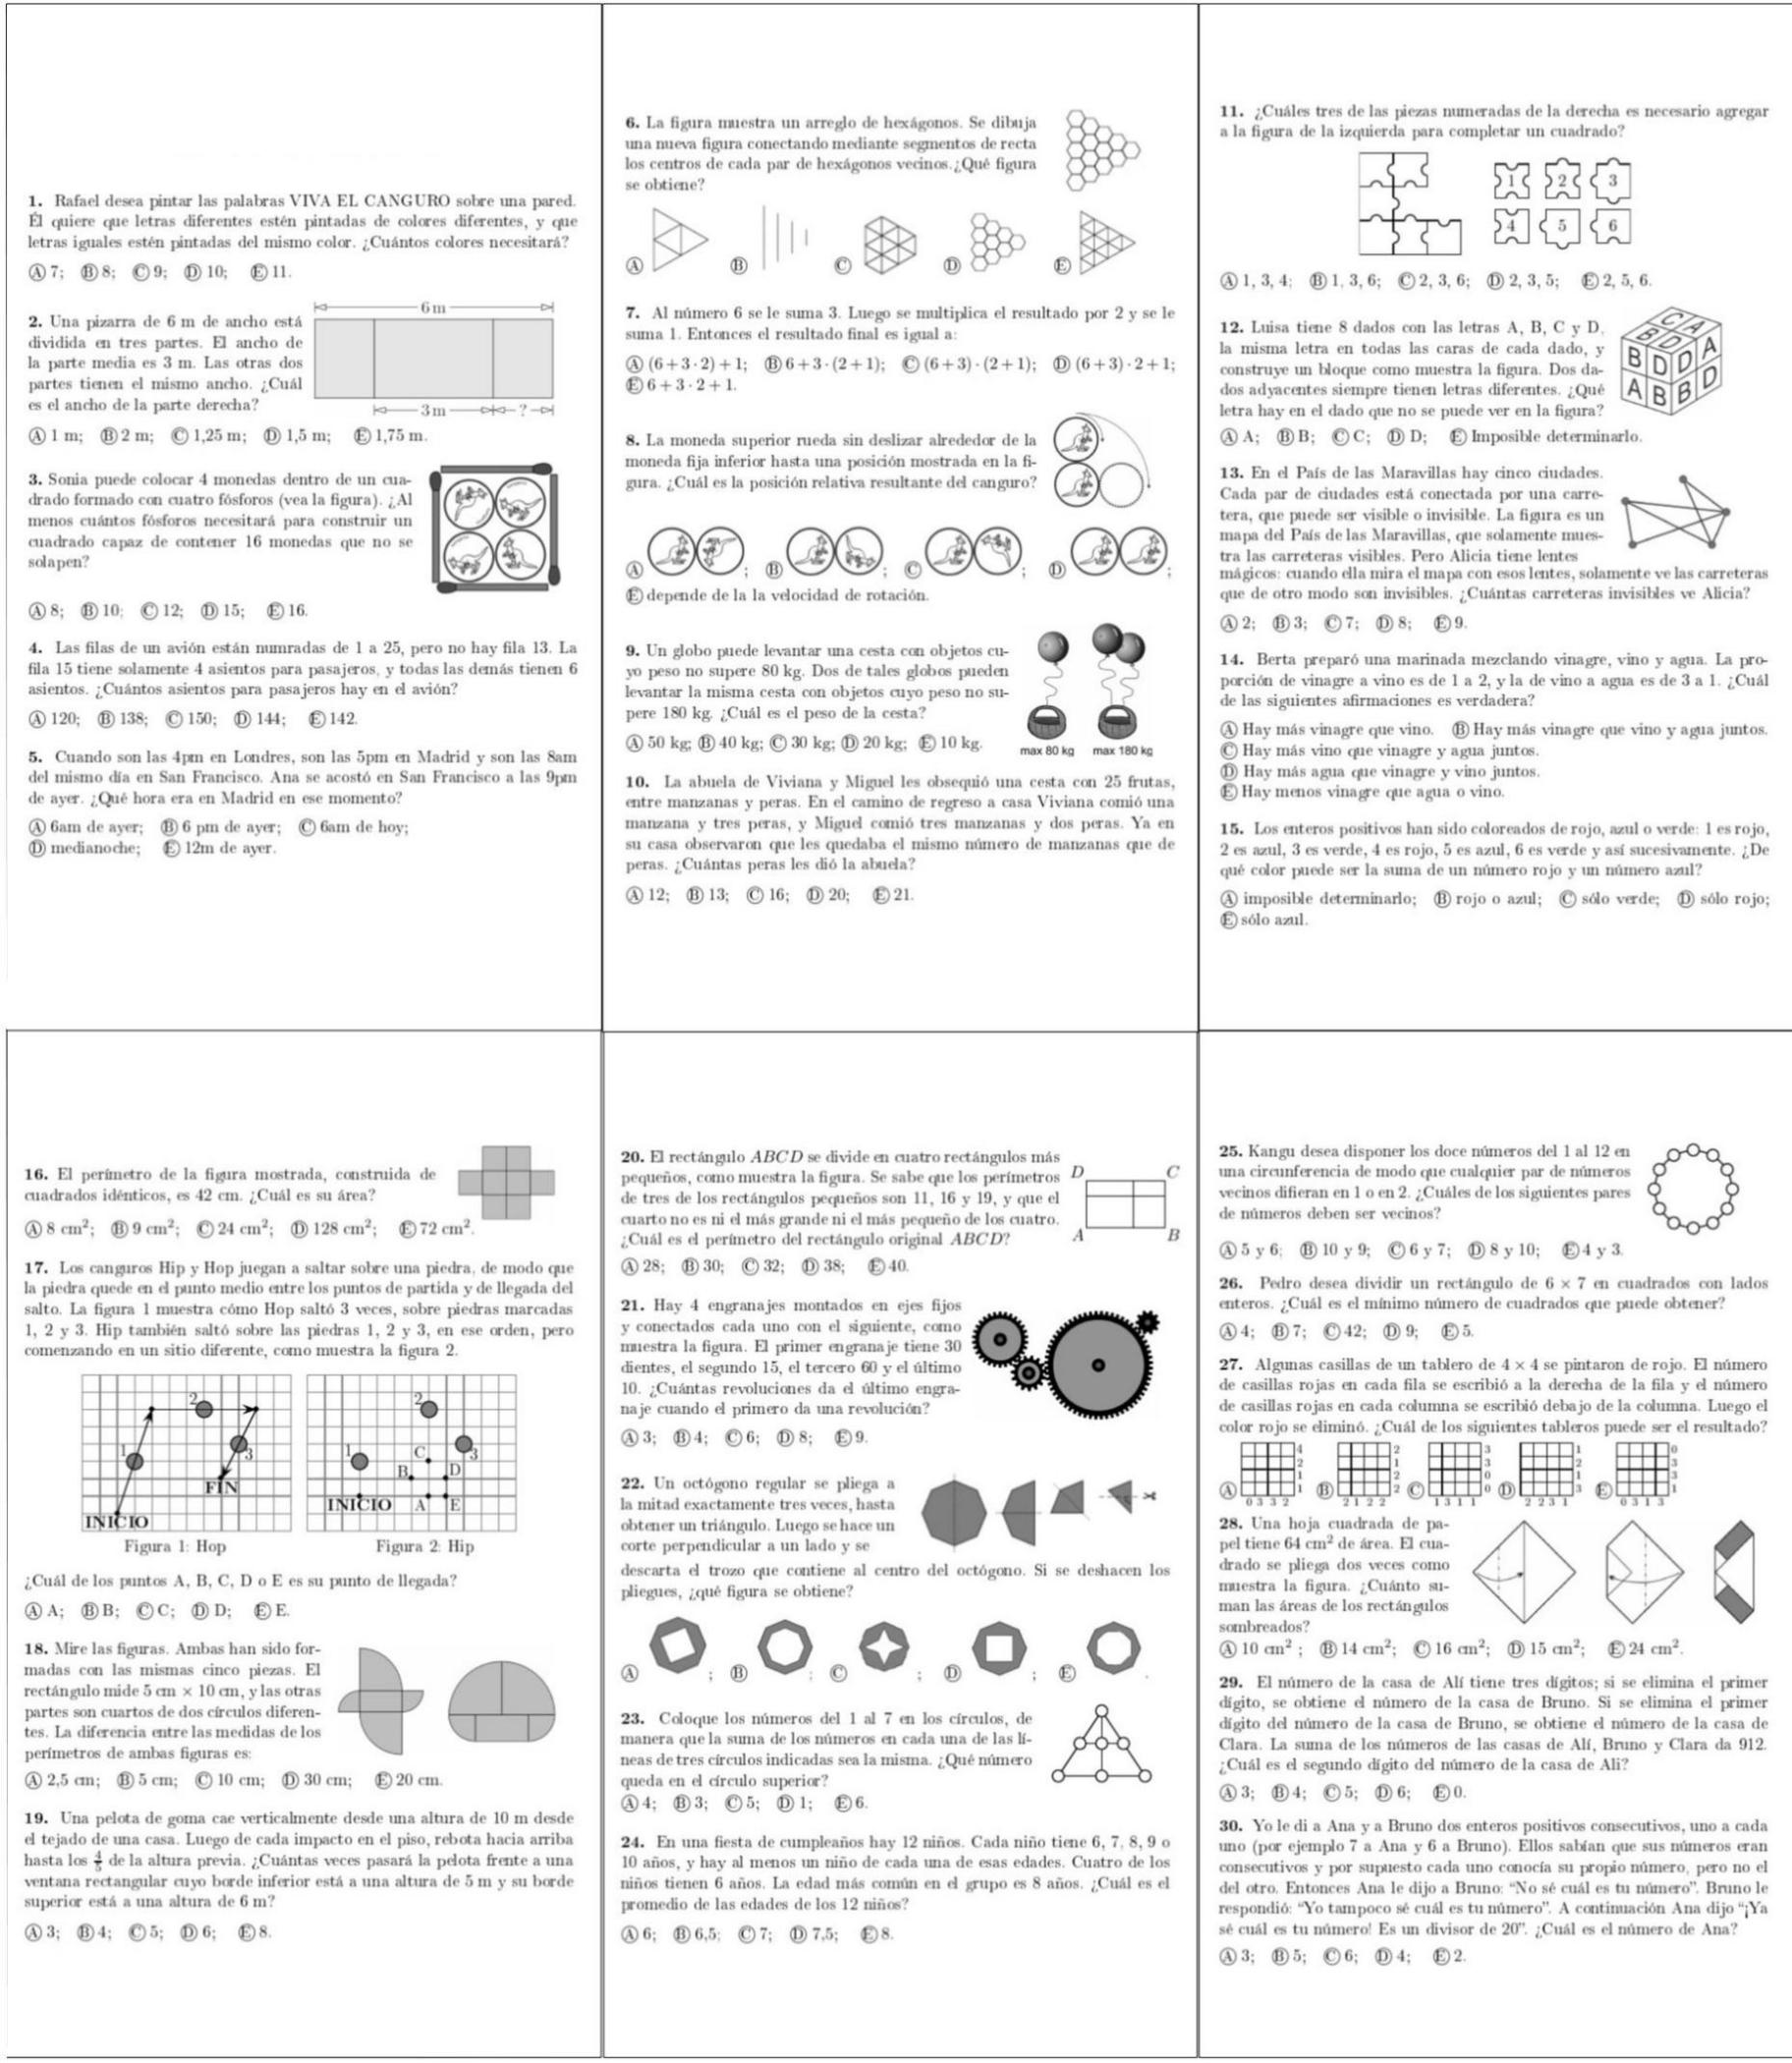 1. Rafael desea pintar las palabras VIVA EL CANGURO sobre una pared.
Él quiere que letras diferentes estén pintadas de colores diferentes, y que
letras iguales estén pintadas del mismo color. ¿Cuántos colores necesitará?
Ⓐ 7; Ⓑ 8; Ⓒ 9; Ⓓ 10; Ⓔ 11.
2. Una pizarra de 6 m de ancho está
dividida en tres partes. El ancho de
la parte media es 3 m. Las otras dos
partes tienen el mismo ancho. ¿Cuál
es el ancho de la parte derecha?
6 m
3 m
?
Ⓐ 1 m; Ⓑ 2 m; Ⓒ 1,25 m; Ⓓ 1,5 m; Ⓔ 1,75 m.
3. Sonia puede colocar 4 monedas dentro de un cua-
drado formado con cuatro fósforos (vea la figura). ¿Al
menos cuántos fósforos necesitará para construir un
cuadrado capaz de contener 16 monedas que no se
solapen?
Ⓐ 8; Ⓑ 10; Ⓒ 12; Ⓓ 15; Ⓔ 16.
4. Las filas de un avión están numradas de 1 a 25, pero no hay fila 13. La
fila 15 tiene solamente 4 asientos para pasajeros, y todas las demás tienen 6
asientos. ¿Cuántos asientos para pasajeros hay en el avión?
Ⓐ 120; Ⓑ 138; Ⓒ 150; Ⓓ 144; Ⓔ 142.
5. Cuando son las 4pm en Londres, son las 5pm en Madrid y son las 8am
del mismo día en San Francisco. Ana se acostó en San Francisco a las 9pm
de ayer. ¿Qué hora era en Madrid en ese momento?
Ⓐ 6am de ayer; Ⓑ 6 pm de ayer; Ⓒ 6am de hoy;
Ⓓ medianoche; Ⓔ 12m de ayer.
6. La figura muestra un arreglo de hexágonos. Se dibuja
una nueva figura conectando mediante segmentos de recta
los centros de cada par de hexágonos vecinos.¿Qué figura
se obtiene?
Ⓐ Ⓑ Ⓒ Ⓓ Ⓔ
7. Al número 6 se le suma 3. Luego se multiplica el resultado por 2 y se le
suma 1. Entonces el resultado final es igual a:
Ⓐ (6 + 3 · 2) + 1; Ⓑ 6 + 3 · (2 + 1); Ⓒ (6 + 3) · (2 + 1); Ⓓ (6 + 3) · 2 + 1;
Ⓔ 6 + 3 · 2 + 1.
8. La moneda superior rueda sin deslizar alrededor de la
moneda fija inferior hasta una posición mostrada en la fi-
gura. ¿Cuál es la posición relativa resultante del canguro?
Ⓐ ; Ⓑ ; Ⓒ ; Ⓓ ;
Ⓔ depende de la la velocidad de rotación.
9. Un globo puede levantar una cesta con objetos cu-
yo peso no supere 80 kg. Dos de tales globos pueden
levantar la misma cesta con objetos cuyo peso no su-
pere 180 kg. ¿Cuál es el peso de la cesta?
Ⓐ 50 kg; Ⓑ 40 kg; Ⓒ 30 kg; Ⓓ 20 kg; Ⓔ 10 kg.
max 80 kg max 180 kg
10. La abuela de Viviana y Miguel les obsequió una cesta con 25 frutas,
entre manzanas y peras. En el camino de regreso a casa Viviana comió una
manzana y tres peras, y Miguel comió tres manzanas y dos peras. Ya en
su casa observaron que les quedaba el mismo número de manzanas que de
peras. ¿Cuántas peras les dió la abuela?
Ⓐ 12; Ⓑ 13; Ⓒ 16; Ⓓ 20; Ⓔ 21.
11. ¿Cuáles tres de las piezas numeradas de la derecha es necesario agregar
a la figura de la izquierda para completar un cuadrado?
1 2 3
4 5 6
Ⓐ 1, 3, 4; Ⓑ 1, 3, 6; Ⓒ 2, 3, 6; Ⓓ 2, 3, 5; Ⓔ 2, 5, 6.
12. Luisa tiene 8 dados con las letras A, B, C y D,
la misma letra en todas las caras de cada dado, y
construye un bloque como muestra la figura. Dos da-
dos adyacentes siempre tienen letras diferentes. ¿Qué
letra hay en el dado que no se puede ver en la figura?
C A
B D
B D D A
A B B D
Ⓐ A; Ⓑ B; Ⓒ C; Ⓓ D; Ⓔ Imposible determinarlo.
13. En el País de las Maravillas hay cinco ciudades.
Cada par de ciudades está conectada por una carre-
tera, que puede ser visible o invisible. La figura es un
mapa del País de las Maravillas, que solamente mues-
tra las carreteras visibles. Pero Alicia tiene lentes
mágicos: cuando ella mira el mapa con esos lentes, solamente ve las carreteras
que de otro modo son invisibles. ¿Cuántas carreteras invisibles ve Alicia?
Ⓐ 2; Ⓑ 3; Ⓒ 7; Ⓓ 8; Ⓔ 9.
14. Berta preparó una marinada mezclando vinagre, vino y agua. La pro-
porción de vinagre a vino es de 1 a 2, y la de vino a agua es de 3 a 1. ¿Cuál
de las siguientes afirmaciones es verdadera?
Ⓐ Hay más vinagre que vino. Ⓑ Hay más vinagre que vino y agua juntos.
Ⓒ Hay más vino que vinagre y agua juntos.
Ⓓ Hay más agua que vinagre y vino juntos.
Ⓔ Hay menos vinagre que agua o vino.
15. Los enteros positivos han sido coloreados de rojo, azul o verde: 1 es rojo,
2 es azul, 3 es verde, 4 es rojo, 5 es azul, 6 es verde y así sucesivamente. ¿De
qué color puede ser la suma de un número rojo y un número azul?
Ⓐ imposible determinarlo; Ⓑ rojo o azul; Ⓒ sólo verde; Ⓓ sólo rojo;
Ⓔ sólo azul.
16. El perímetro de la figura mostrada, construida de
cuadrados idénticos, es 42 cm. ¿Cuál es su área?
Ⓐ 8 cm²; Ⓑ 9 cm²; Ⓒ 24 cm²; Ⓓ 128 cm²; Ⓔ 72 cm².
17. Los canguros Hip y Hop juegan a saltar sobre una piedra, de modo que
la piedra quede en el punto medio entre los puntos de partida y de llegada del
salto. La figura 1 muestra cómo Hop saltó 3 veces, sobre piedras marcadas
1, 2 y 3. Hip también saltó sobre las piedras 1, 2 y 3, en ese orden, pero
comenzando en un sitio diferente, como muestra la figura 2.
2
1
3
FIN
INICIO
Figura 1: Hop
2
1
C
3
B
D
INICIO A E
Figura 2: Hip
¿Cuál de los puntos A, B, C, D o E es su punto de llegada?
Ⓐ A; Ⓑ B; Ⓒ C; Ⓓ D; Ⓔ E.
18. Mire las figuras. Ambas han sido for-
madas con las mismas cinco piezas. El
rectángulo mide 5 cm × 10 cm, y las otras
partes son cuartos de dos círculos diferen-
tes. La diferencia entre las medidas de los
perímetros de ambas figuras es:
Ⓐ 2,5 cm; Ⓑ 5 cm; Ⓒ 10 cm; Ⓓ 30 cm; Ⓔ 20 cm.
19. Una pelota de goma cae verticalmente desde una altura de 10 m desde
el tejado de una casa. Luego de cada impacto en el piso, rebota hacia arriba
hasta los 4/5 de la altura previa. ¿Cuántas veces pasará la pelota frente a una
ventana rectangular cuyo borde inferior está a una altura de 5 m y su borde
superior está a una altura de 6 m?
Ⓐ 3; Ⓑ 4; Ⓒ 5; Ⓓ 6; Ⓔ 8.
20. El rectángulo ABCD se divide en cuatro rectángulos más
pequeños, como muestra la figura. Se sabe que los perímetros
de tres de los rectángulos pequeños son 11, 16 y 19, y que el
cuarto no es ni el más grande ni el más pequeño de los cuatro.
¿Cuál es el perímetro del rectángulo original ABCD?
D C
A B
Ⓐ 28; Ⓑ 30; Ⓒ 32; Ⓓ 38; Ⓔ 40.
21. Hay 4 engranajes montados en ejes fijos
y conectados cada uno con el siguiente, como
muestra la figura. El primer engranaje tiene 30
dientes, el segundo 15, el tercero 60 y el último
10. ¿Cuántas revoluciones da el último engra-
naje cuando el primero da una revolución?
Ⓐ 3; Ⓑ 4; Ⓒ 6; Ⓓ 8; Ⓔ 9.
22. Un octógono regular se pliega a
la mitad exactamente tres veces, hasta
obtener un triángulo. Luego se hace un
corte perpendicular a un lado y se
descarta el trozo que contiene al centro del octógono. Si se deshacen los
pliegues, ¿qué figura se obtiene?
Ⓐ ; Ⓑ ; Ⓒ ; Ⓓ ; Ⓔ .
23. Coloque los números del 1 al 7 en los círculos, de
manera que la suma de los números en cada una de las lí-
neas de tres círculos indicadas sea la misma. ¿Qué número
queda en el círculo superior?
Ⓐ 4; Ⓑ 3; Ⓒ 5; Ⓓ 1; Ⓔ 6.
24. En una fiesta de cumpleaños hay 12 niños. Cada niño tiene 6, 7, 8, 9 o
10 años, y hay al menos un niño de cada una de esas edades. Cuatro de los
niños tienen 6 años. La edad más común en el grupo es 8 años. ¿Cuál es el
promedio de las edades de los 12 niños?
Ⓐ 6; Ⓑ 6,5; Ⓒ 7; Ⓓ 7,5; Ⓔ 8.
25. Kangu desea disponer los doce números del 1 al 12 en
una circunferencia de modo que cualquier par de números
vecinos difieran en 1 o en 2. ¿Cuáles de los siguientes pares
de números deben ser vecinos?
Ⓐ 5 y 6; Ⓑ 10 y 9; Ⓒ 6 y 7; Ⓓ 8 y 10; Ⓔ 4 y 3.
26. Pedro desea dividir un rectángulo de 6 × 7 en cuadrados con lados
enteros. ¿Cuál es el mínimo número de cuadrados que puede obtener?
Ⓐ 4; Ⓑ 7; Ⓒ 42; Ⓓ 9; Ⓔ 5.
27. Algunas casillas de un tablero de 4 × 4 se pintaron de rojo. El número
de casillas rojas en cada fila se escribió a la derecha de la fila y el número
de casillas rojas en cada columna se escribió debajo de la columna. Luego el
color rojo se eliminó. ¿Cuál de los siguientes tableros puede ser el resultado?
4 2 3 1 0
2 1 3 2 3
1 2 0 1 3
Ⓐ 1 Ⓑ 2 Ⓒ 0 Ⓓ 3 Ⓔ 1
0 3 3 2 2 1 2 2 1 3 1 1 2 2 3 1 0 3 1 3
28. Una hoja cuadrada de pa-
pel tiene 64 cm² de área. El cua-
drado se pliega dos veces como
muestra la figura. ¿Cuánto su-
man las áreas de los rectángulos
sombreados?
Ⓐ 10 cm² ; Ⓑ 14 cm²; Ⓒ 16 cm²; Ⓓ 15 cm²; Ⓔ 24 cm².
29. El número de la casa de Alí tiene tres dígitos; si se elimina el primer
dígito, se obtiene el número de la casa de Bruno. Si se elimina el primer
dígito del número de la casa de Bruno, se obtiene el número de la casa de
Clara. La suma de los números de las casas de Alí, Bruno y Clara da 912.
¿Cuál es el segundo dígito del número de la casa de Ali?
Ⓐ 3; Ⓑ 4; Ⓒ 5; Ⓓ 6; Ⓔ 0.
30. Yo le di a Ana y a Bruno dos enteros positivos consecutivos, uno a cada
uno (por ejemplo 7 a Ana y 6 a Bruno). Ellos sabían que sus números eran
consecutivos y por supuesto cada uno conocía su propio número, pero no el
del otro. Entonces Ana le dijo a Bruno: “No sé cuál es tu número”. Bruno le
respondió: “Yo tampoco sé cuál es tu número”. A continuación Ana dijo “¡Ya
sé cuál es tu número! Es un divisor de 20”. ¿Cuál es el número de Ana?
Ⓐ 3; Ⓑ 5; Ⓒ 6; Ⓓ 4; Ⓔ 2.